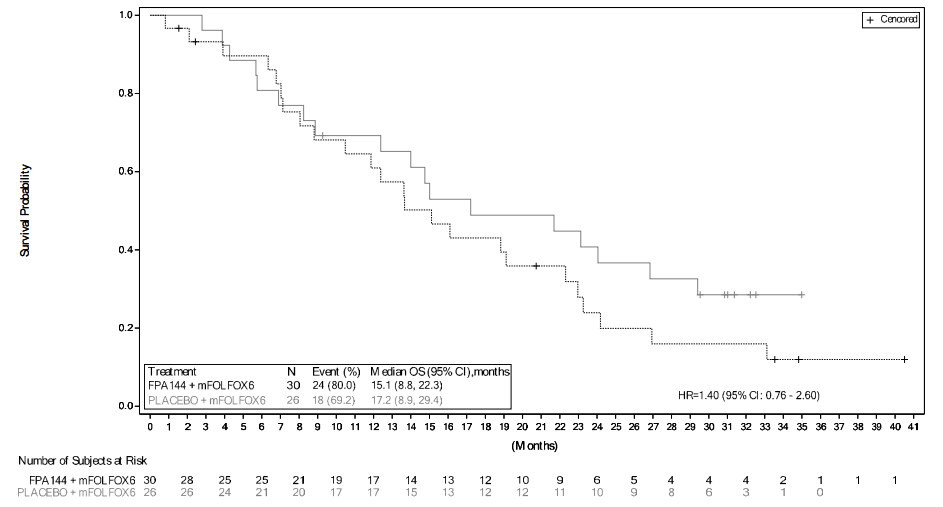 1.0
0.8
0.6
0.4
0.2
0.0
Survival Probability
+ Censored
Treatment N Event (%) Median OS (95% CI), months
FPA144 + mFOLFOX6 30 24 (80.0) 15.1 (8.8, 22.3)
PLACEBO + mFOLFOX6 26 18 (69.2) 17.2 (8.9, 29.4)
HR=1.40 (95% CI: 0.76 - 2.60)
0 1 2 3 4 5 6 7 8 9 10 11 12 13 14 15 16 17 18 19 20 21 22 23 24 25 26 27 28 29 30 31 32 33 34 35 36 37 38 39 40 41
(Months)
Number of Subjects at Risk
FPA144 + mFOLFOX6 30 28 25 25 21 19 17 14 13 12 10 9 6 5 4 4 4 2 1 1 1
PLACEBO + mFOLFOX6 26 26 24 21 20 17 17 15 13 12 12 11 10 9 8 6 3 1 0